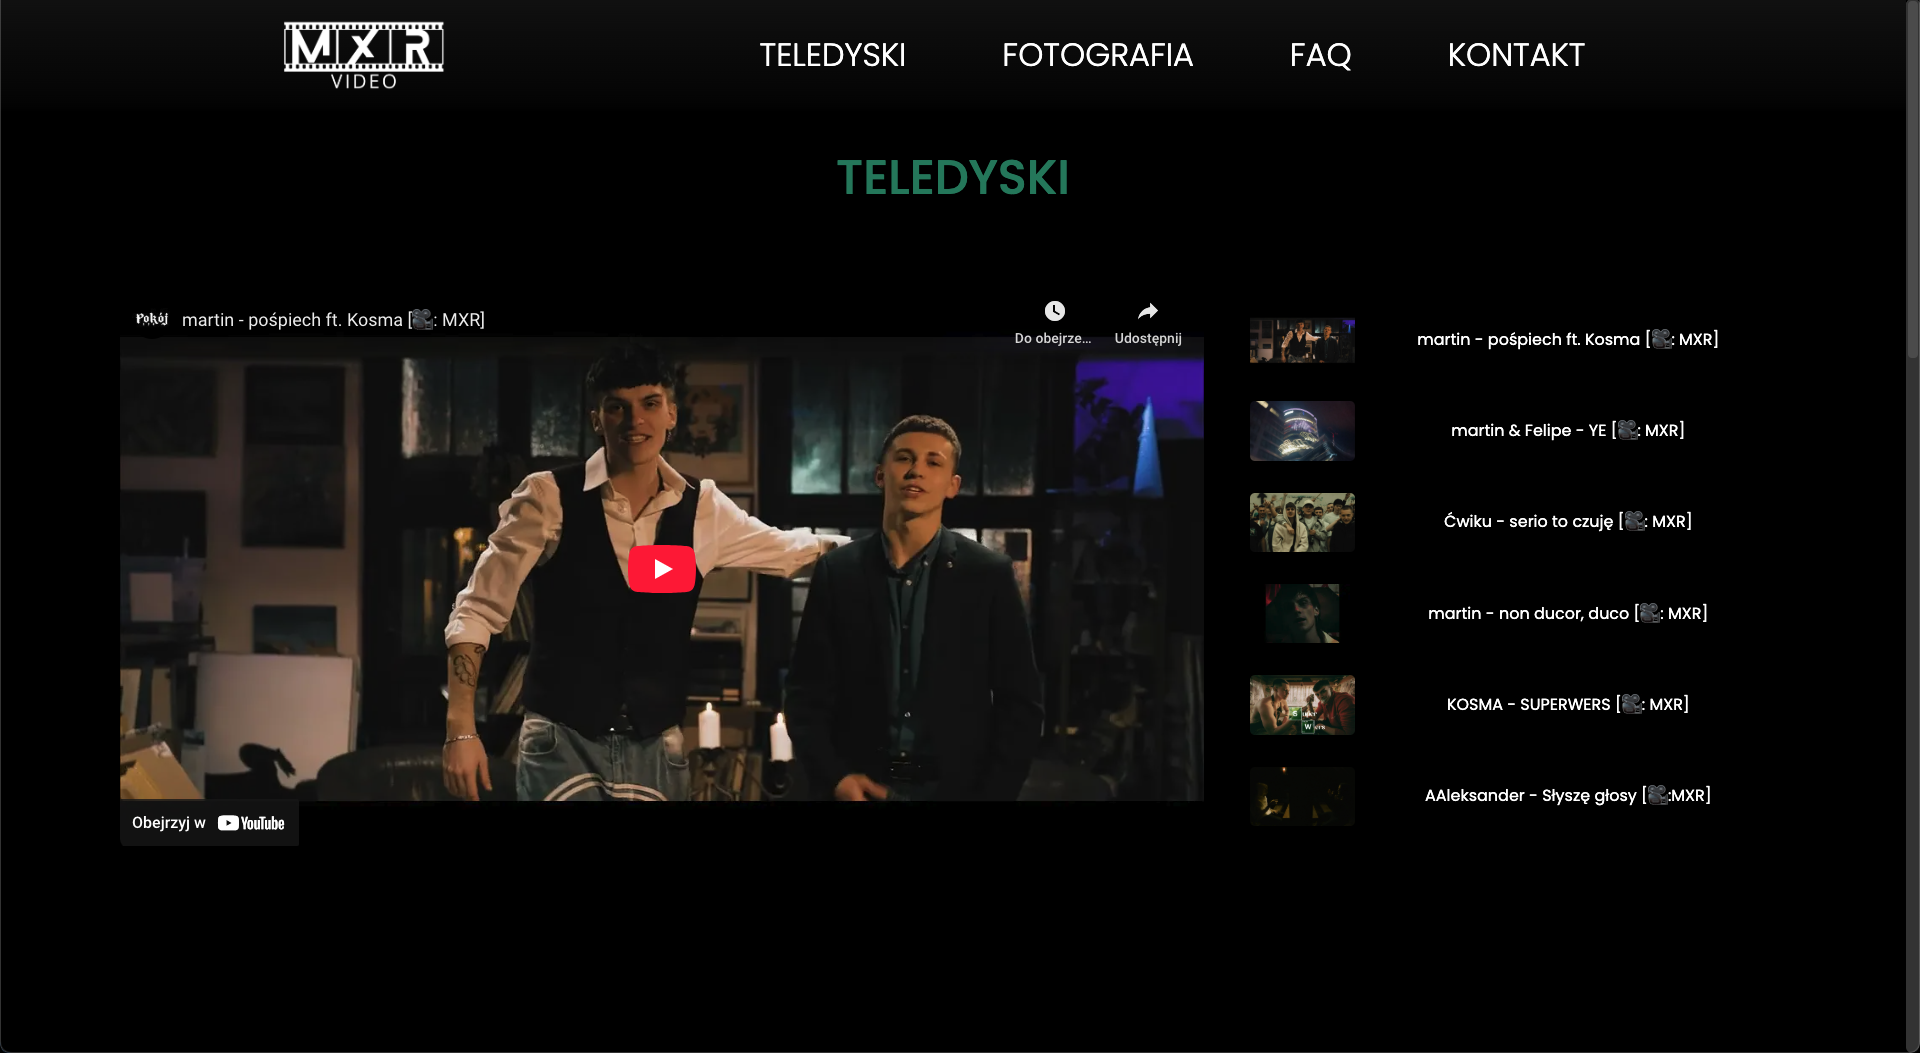 MXR
VIDEO
TELEDYSKI
FOTOGRAFIA
FAQ
KONTAKT
TELEDYSKI
Pokój
martin - pośpiech ft. Kosma [🎥: MXR]
Do obejrze...
Udostępnij
Obejrzyj w YouTube
martin - pośpiech ft. Kosma [🎥: MXR]
martin & Felipe - YE [🎥: MXR]
Ćwiku - serio to czuję [🎥: MXR]
martin - non ducor, duco [🎥: MXR]
Super
Wers
KOSMA - SUPERWERS [🎥: MXR]
AAleksander - Słyszę głosy [🎥:MXR]